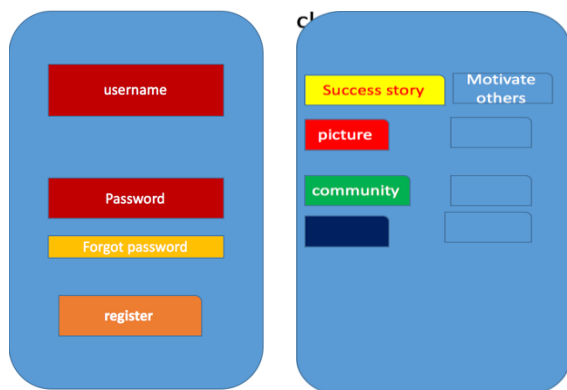 username
Password
Forgot password
register
Success story
Motivate
others
picture
community